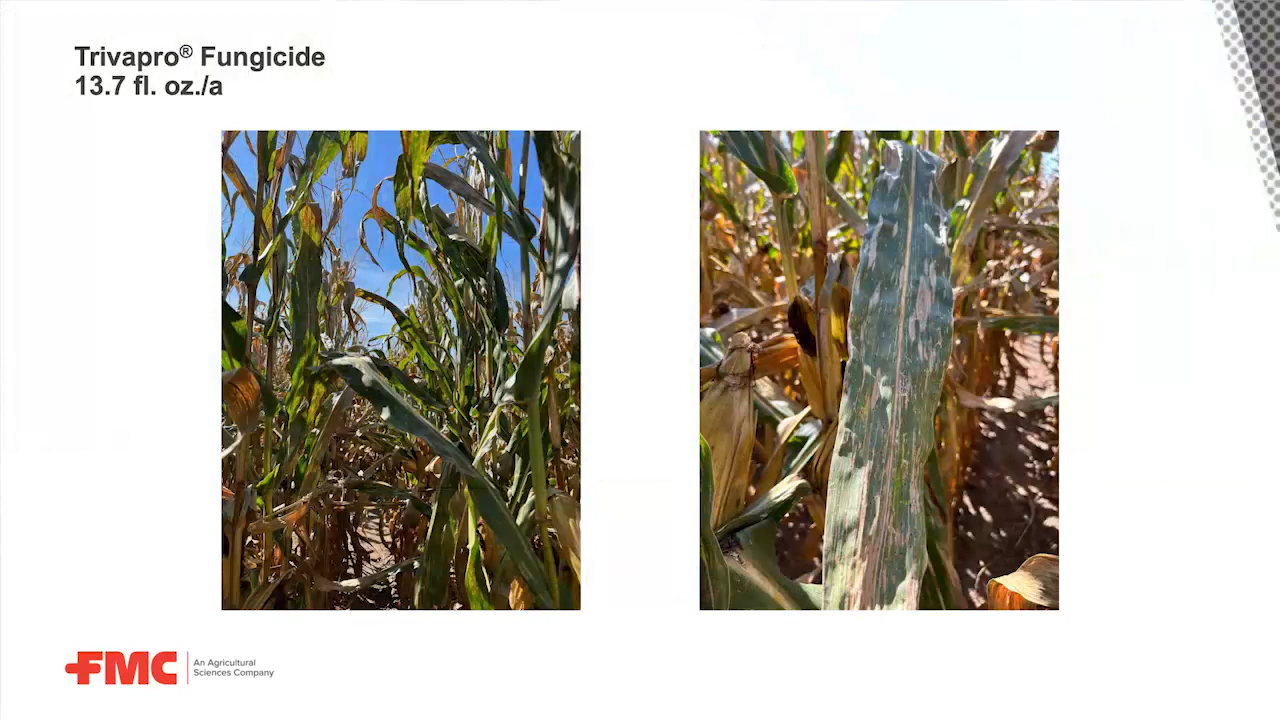 Trivapro® Fungicide
13.7 fl. oz./a
FMC
An Agricultural
Sciences Company